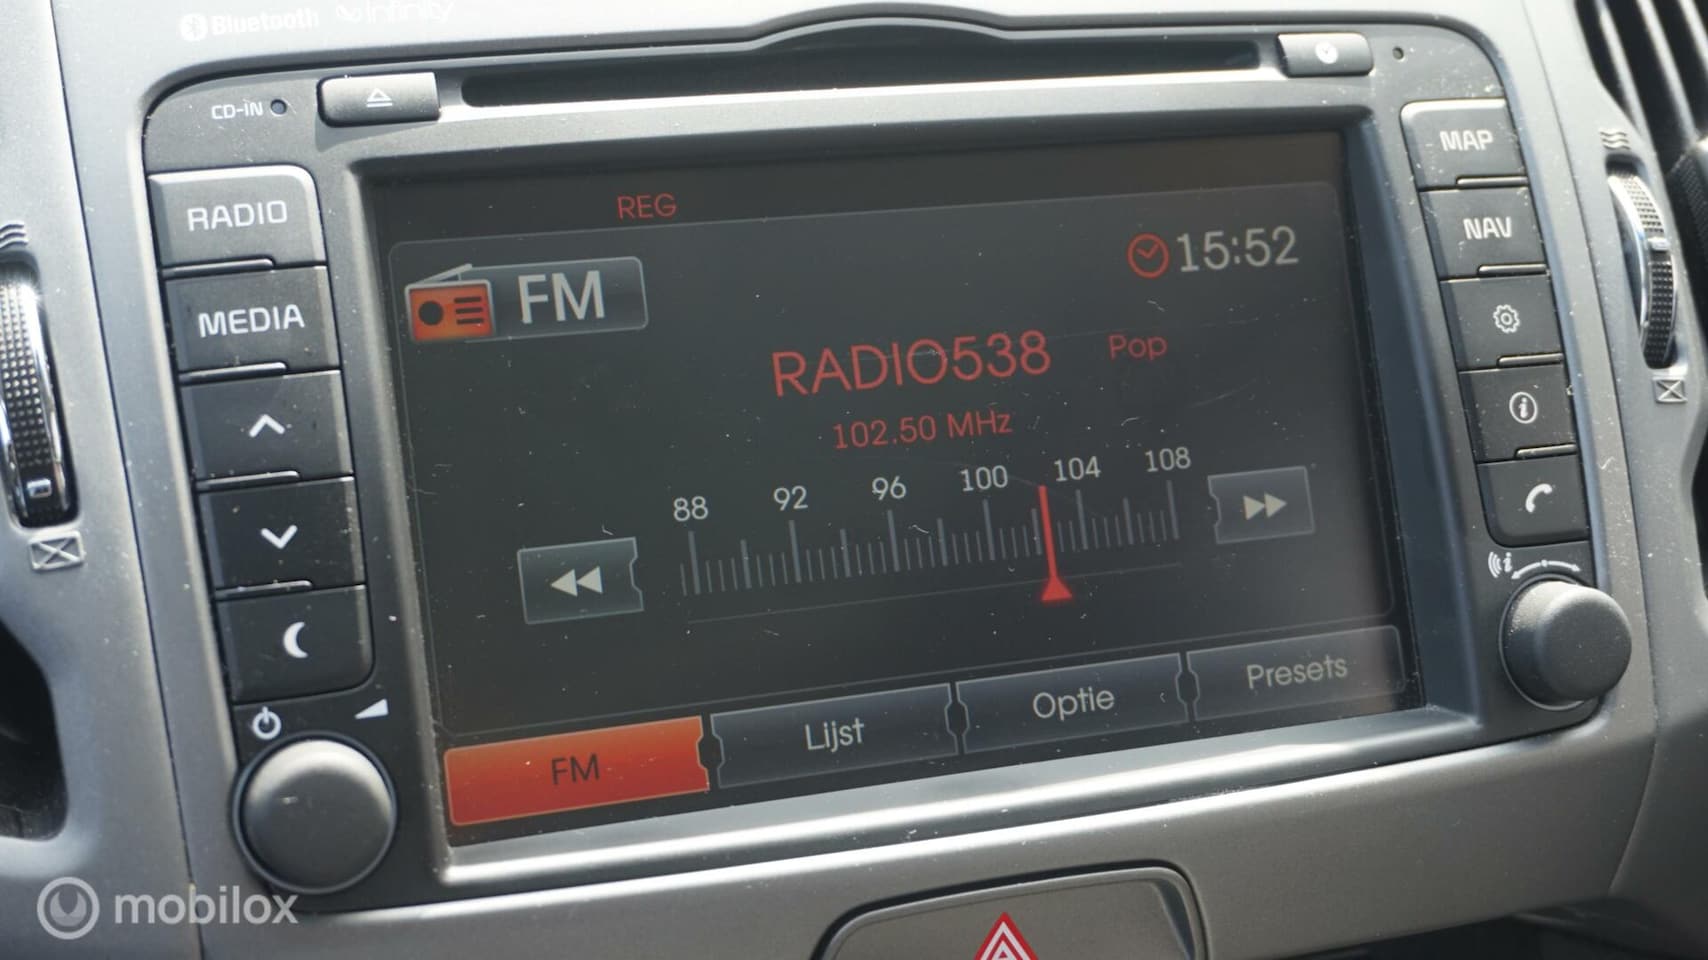 Bluetooth infinity
CD-IN
RADIO
MEDIA
MAP
NAV
REG
FM
15:52
RADIO538 Pop
102.50 MHz
88 92 96 100 104 108
FM Lijst Optie Presets
mobilox